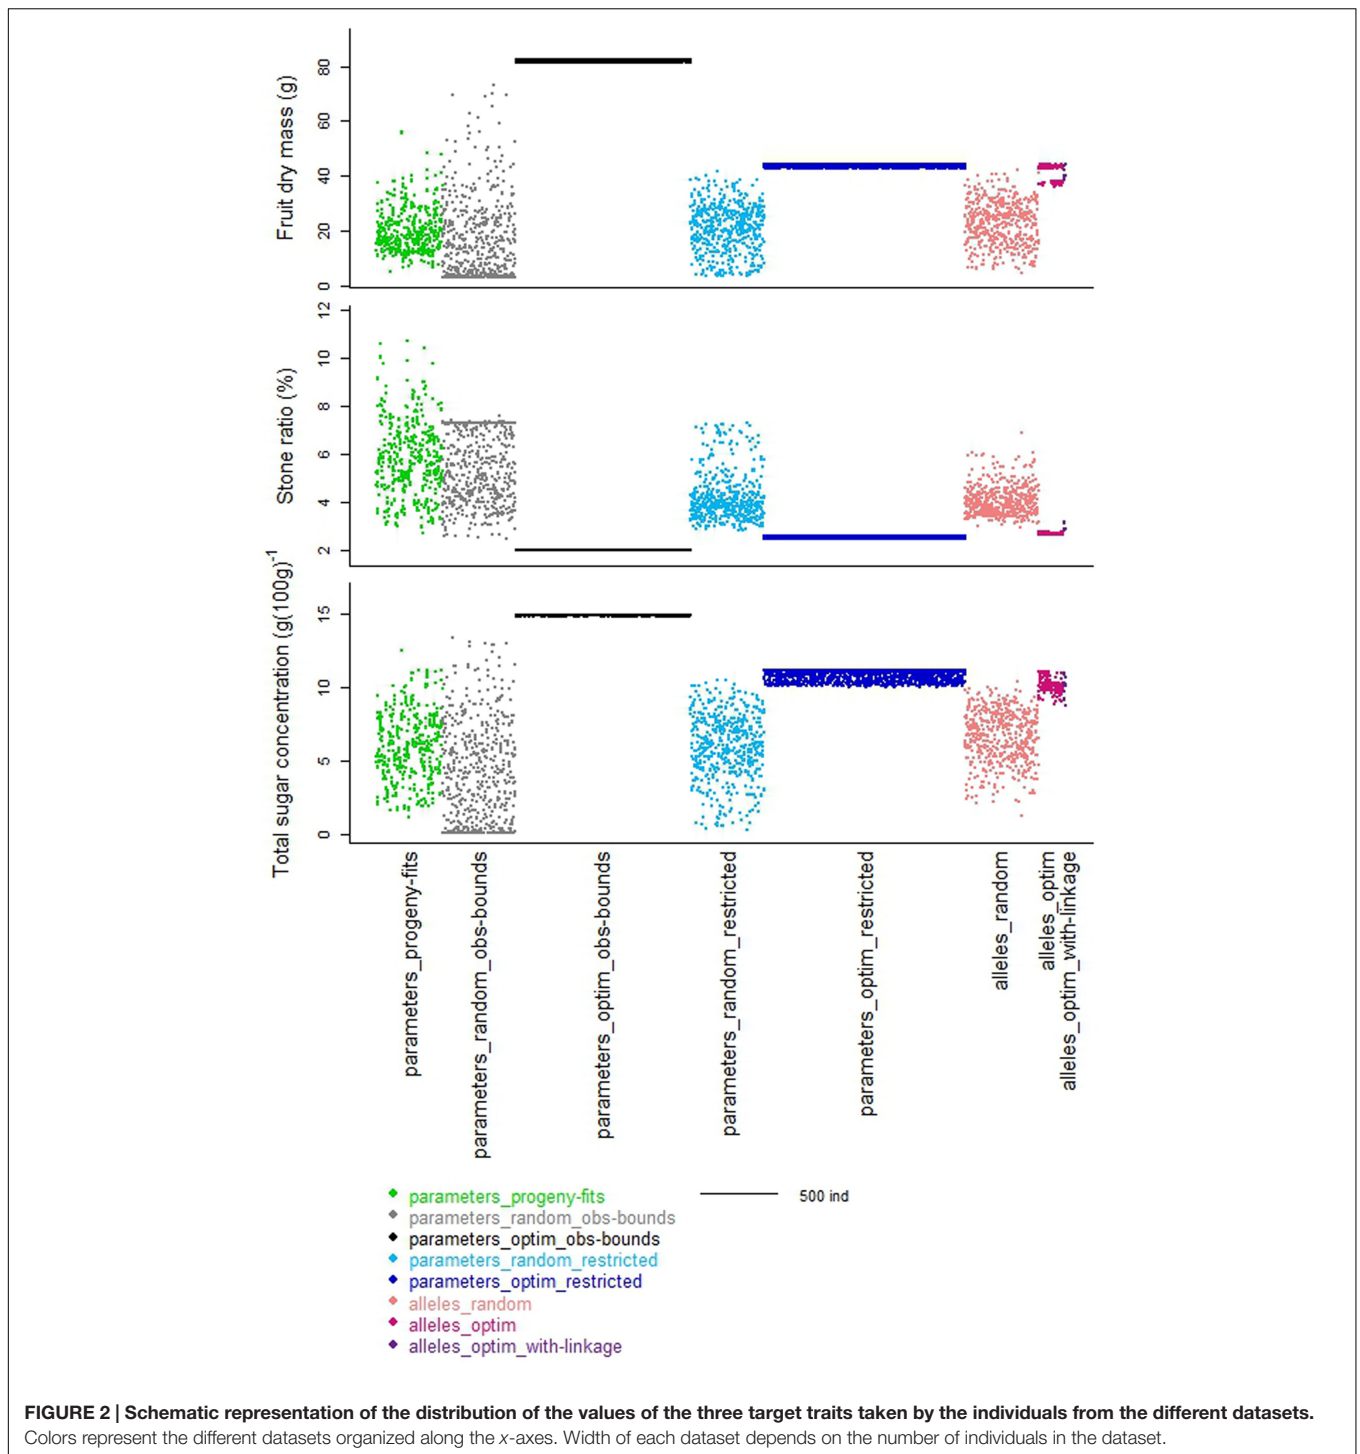 Fruit dry mass (g)
80
60
40
20
0
Stone ratio (%)
12
10
8
6
4
2
Total sugar concentration (g(100g)⁻¹
15
10
5
0
parameters_progeny-fits
parameters_random_obs-bounds
parameters_optim_obs-bounds
parameters_random_restricted
parameters_optim_restricted
alleles_random
alleles_optim
alleles_optim_with-linkage
parameters_progeny-fits
500 ind
parameters_random_obs-bounds
parameters_optim_obs-bounds
parameters_random_restricted
parameters_optim_restricted
alleles_random
alleles_optim
alleles_optim_with-linkage
FIGURE 2 | Schematic representation of the distribution of the values of the three target traits taken by the individuals from the different datasets.
Colors represent the different datasets organized along the x-axes. Width of each dataset depends on the number of individuals in the dataset.